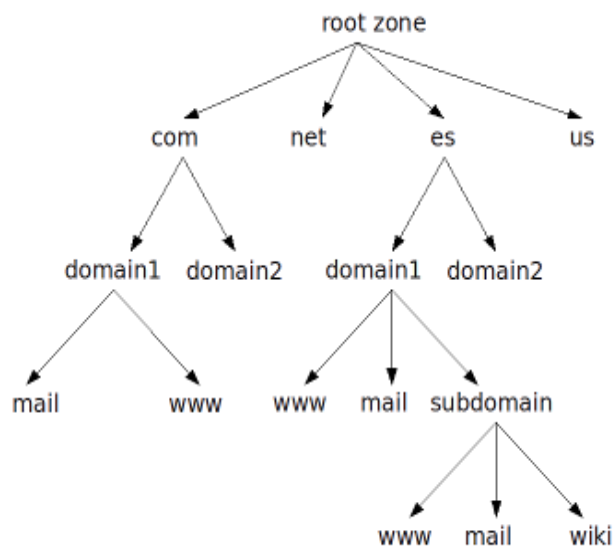 root zone
com net es us
domain1 domain2 domain1 domain2
mail www www mail subdomain
www mail wiki